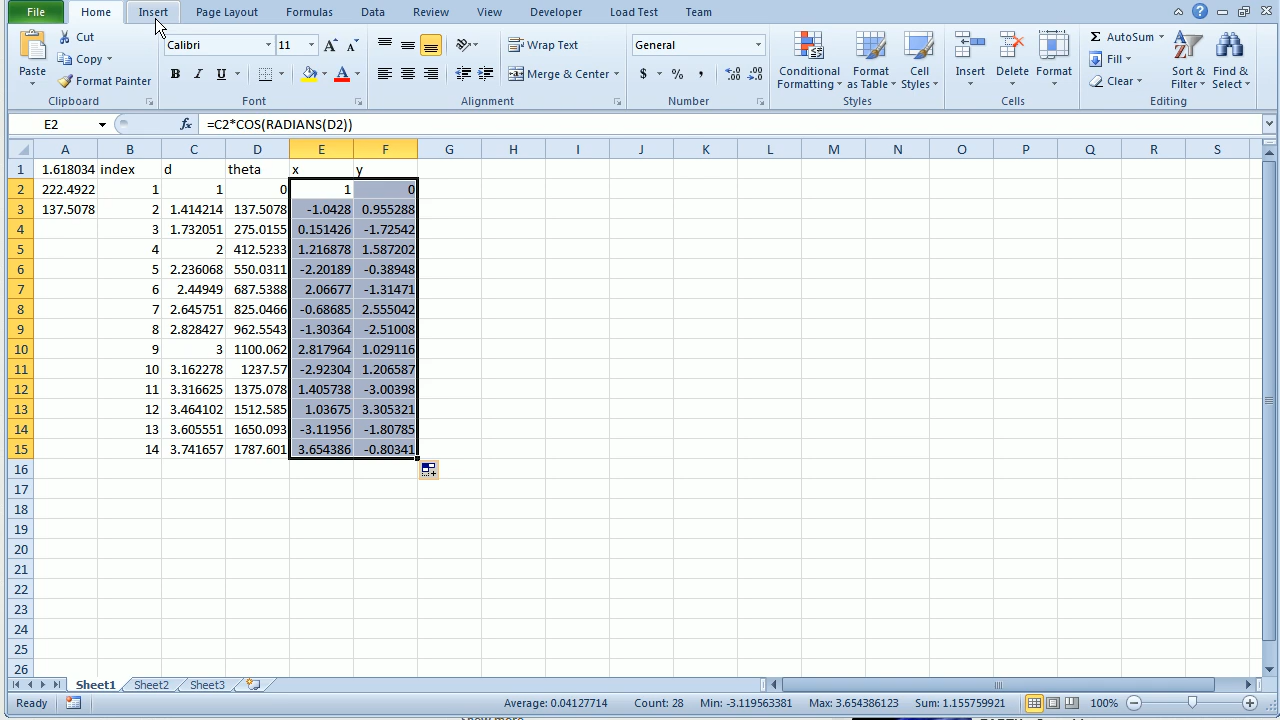 File Home Insert Page Layout Formulas Data Review View Developer Load Test Team
Cut
Copy
Format Painter
Paste
Calibri 11
B I U
Wrap Text
Merge & Center
General
$ % ,
Conditional Formatting
Format as Table
Cell Styles
Insert Delete Format
AutoSum
Fill
Clear
Sort & Filter
Find & Select
Clipboard Font Alignment Number Styles Cells Editing
E2 fx =C2*COS(RADIANS(D2))
A B C D E F G H I J K L M N O P Q R S
1 1.618034 index d theta x y
2 222.4922 1 1 0 1 0
3 137.5078 2 1.414214 137.5078 -1.0428 0.955288
4 3 1.732051 275.0155 0.151426 -1.72542
5 4 2 412.5233 1.216878 1.587202
6 5 2.236068 550.0311 -2.20189 -0.38948
7 6 2.44949 687.5388 2.06677 -1.31471
8 7 2.645751 825.0466 -0.68685 2.555042
9 8 2.828427 962.5543 -1.30364 -2.51008
10 9 3 1100.062 2.817964 1.029116
11 10 3.162278 1237.57 -2.92304 1.206587
12 11 3.316625 1375.078 1.405738 -3.00398
13 12 3.464102 1512.585 1.03675 3.305321
14 13 3.605551 1650.093 -3.11956 -1.80785
15 14 3.741657 1787.601 3.654386 -0.80341
16
17
18
19
20
21
22
23
24
25
26
Sheet1 Sheet2 Sheet3
Ready Average: 0.04127714 Count: 28 Min: -3.119563381 Max: 3.654386123 Sum: 1.155759921 100%